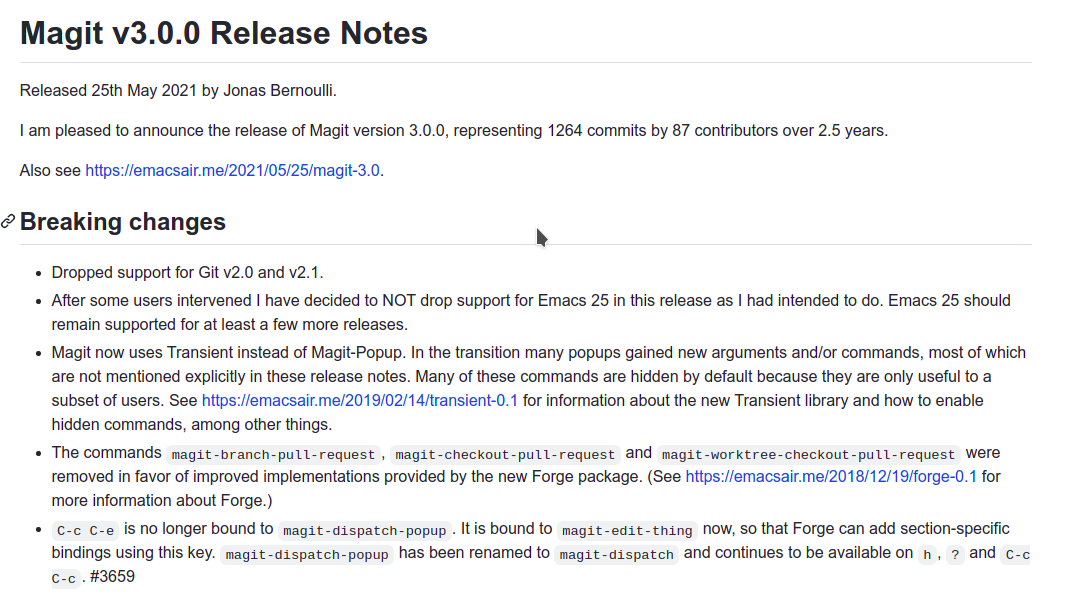 Magit v3.0.0 Release Notes
Released 25th May 2021 by Jonas Bernoulli.
I am pleased to announce the release of Magit version 3.0.0, representing 1264 commits by 87 contributors over 2.5 years.
Also see https://emacsair.me/2021/05/25/magit-3.0.
Breaking changes
• Dropped support for Git v2.0 and v2.1.
• After some users intervened I have decided to NOT drop support for Emacs 25 in this release as I had intended to do. Emacs 25 should
remain supported for at least a few more releases.
• Magit now uses Transient instead of Magit-Popup. In the transition many popups gained new arguments and/or commands, most of which
are not mentioned explicitly in these release notes. Many of these commands are hidden by default because they are only useful to a
subset of users. See https://emacsair.me/2019/02/14/transient-0.1 for information about the new Transient library and how to enable
hidden commands, among other things.
• The commands magit-branch-pull-request, magit-checkout-pull-request and magit-worktree-checkout-pull-request were
removed in favor of improved implementations provided by the new Forge package. (See https://emacsair.me/2018/12/19/forge-0.1 for
more information about Forge.)
• C-c C-e is no longer bound to magit-dispatch-popup. It is bound to magit-edit-thing now, so that Forge can add section-specific
bindings using this key. magit-dispatch-popup has been renamed to magit-dispatch and continues to be available on h, ? and C-c
C-c. #3659